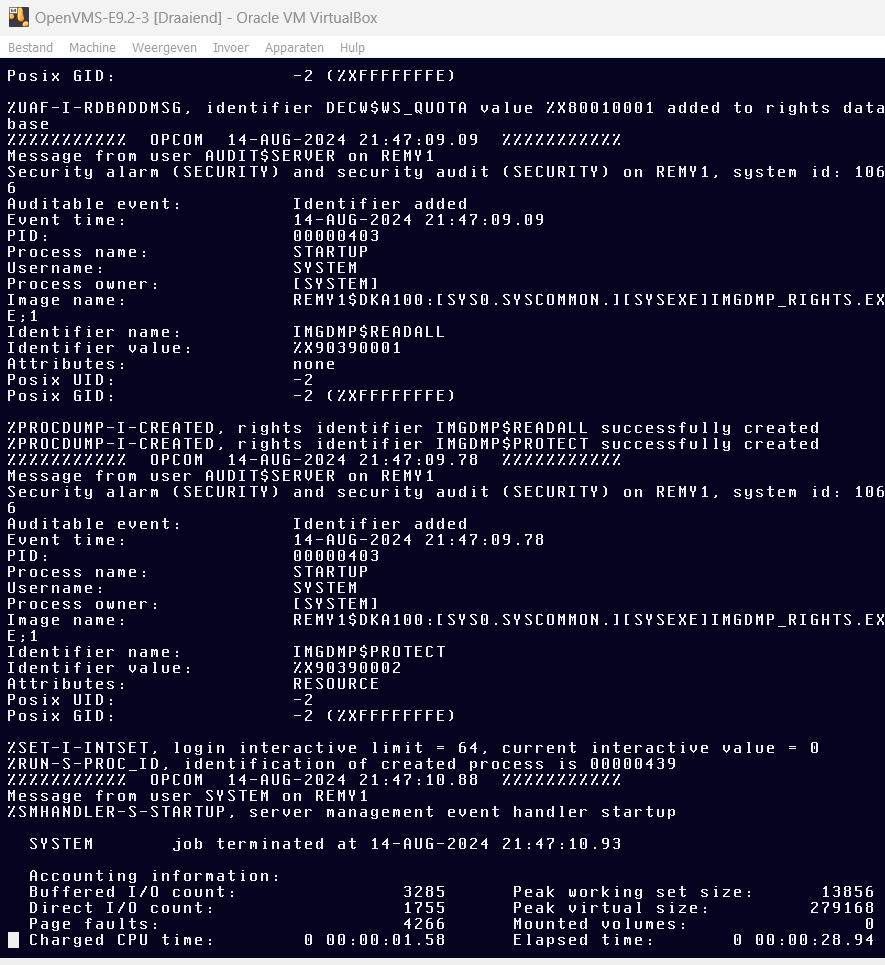 OpenVMS-E9.2-3 [Draaiend] - Oracle VM VirtualBox
Bestand Machine Weergeven Invoer Apparaten Hulp
Posix GID: -2 (%XFFFFFFFE)
%UAF-I-RDBADDMSG, identifier DECW$WS_QUOTA value %X80010001 added to rights data
base
%%%%%%%%%%% OPCOM 14-AUG-2024 21:47:09.09 %%%%%%%%%%%
Message from user AUDIT$SERVER on REMY1
Security alarm (SECURITY) and security audit (SECURITY) on REMY1, system id: 106
6
Auditable event: Identifier added
Event time: 14-AUG-2024 21:47:09.09
PID: 00000403
Process name: STARTUP
Username: SYSTEM
Process owner: [SYSTEM]
Image name: REMY1$DKA100:[SYS0.SYSCOMMON.][SYSEXE]IMGDMP_RIGHTS.EX
E;1
Identifier name: IMGDMP$READALL
Identifier value: %X90390001
Attributes: none
Posix UID: -2
Posix GID: -2 (%XFFFFFFFE)
%PROCDUMP-I-CREATED, rights identifier IMGDMP$READALL successfully created
%PROCDUMP-I-CREATED, rights identifier IMGDMP$PROTECT successfully created
%%%%%%%%%%% OPCOM 14-AUG-2024 21:47:09.78 %%%%%%%%%%%
Message from user AUDIT$SERVER on REMY1
Security alarm (SECURITY) and security audit (SECURITY) on REMY1, system id: 106
6
Auditable event: Identifier added
Event time: 14-AUG-2024 21:47:09.78
PID: 00000403
Process name: STARTUP
Username: SYSTEM
Process owner: [SYSTEM]
Image name: REMY1$DKA100:[SYS0.SYSCOMMON.][SYSEXE]IMGDMP_RIGHTS.EX
E;1
Identifier name: IMGDMP$PROTECT
Identifier value: %X90390002
Attributes: RESOURCE
Posix UID: -2
Posix GID: -2 (%XFFFFFFFE)
%SET-I-INTSET, login interactive limit = 64, current interactive value = 0
%RUN-S-PROC_ID, identification of created process is 00000439
%%%%%%%%%%% OPCOM 14-AUG-2024 21:47:10.88 %%%%%%%%%%%
Message from user SYSTEM on REMY1
%SMHANDLER-S-STARTUP, server management event handler startup
SYSTEM job terminated at 14-AUG-2024 21:47:10.93
Accounting information:
Buffered I/O count: 3285 Peak working set size: 13856
Direct I/O count: 1755 Peak virtual size: 279168
Page faults: 4266 Mounted volumes: 0
Charged CPU time: 0 00:00:01.58 Elapsed time: 0 00:00:28.94